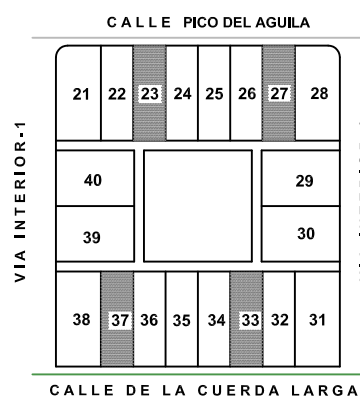 CALLE PICO DEL AGUILA
21 22 23 24 25 26 27 28
VIA INTERIOR-1
40
39
29
30
38 37 36 35 34 33 32 31
CALLE DE LA CUERDA LARGA